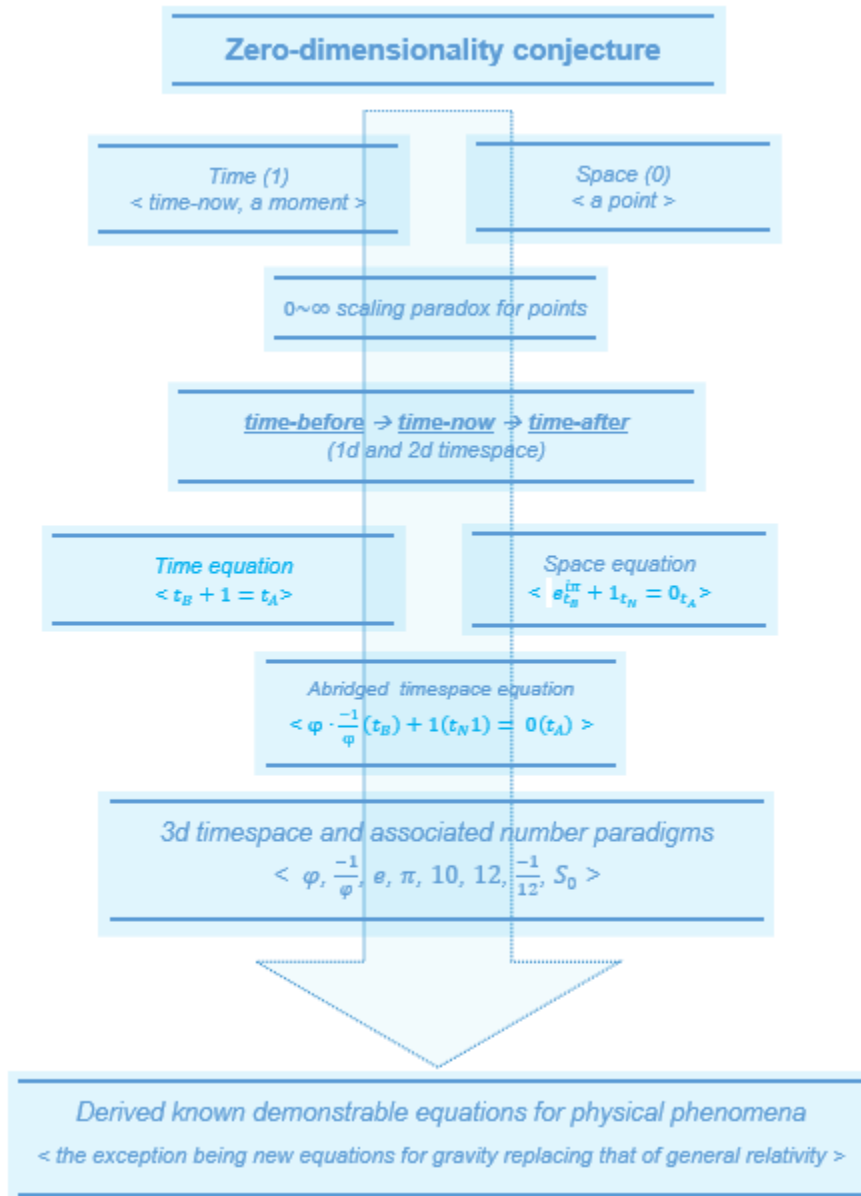 Zero-dimensionality conjecture
Time (1)
< time-now, a moment >
Space (0)
< a point >
0~∞ scaling paradox for points
time-before → time-now → time-after
(1d and 2d timespace)
Time equation
< t_B + 1 = t_A>
Space equation
< e^{iπ}_{t_B} + 1_{t_N} = 0_{t_A}>
Abridged timespace equation
< φ · \frac{-1}{φ}(t_B) + 1(t_N1) = 0(t_A) >
3d timespace and associated number paradigms
< φ, \frac{-1}{φ}, e, π, 10, 12, \frac{-1}{12}, S_0 >
Derived known demonstrable equations for physical phenomena
< the exception being new equations for gravity replacing that of general relativity >